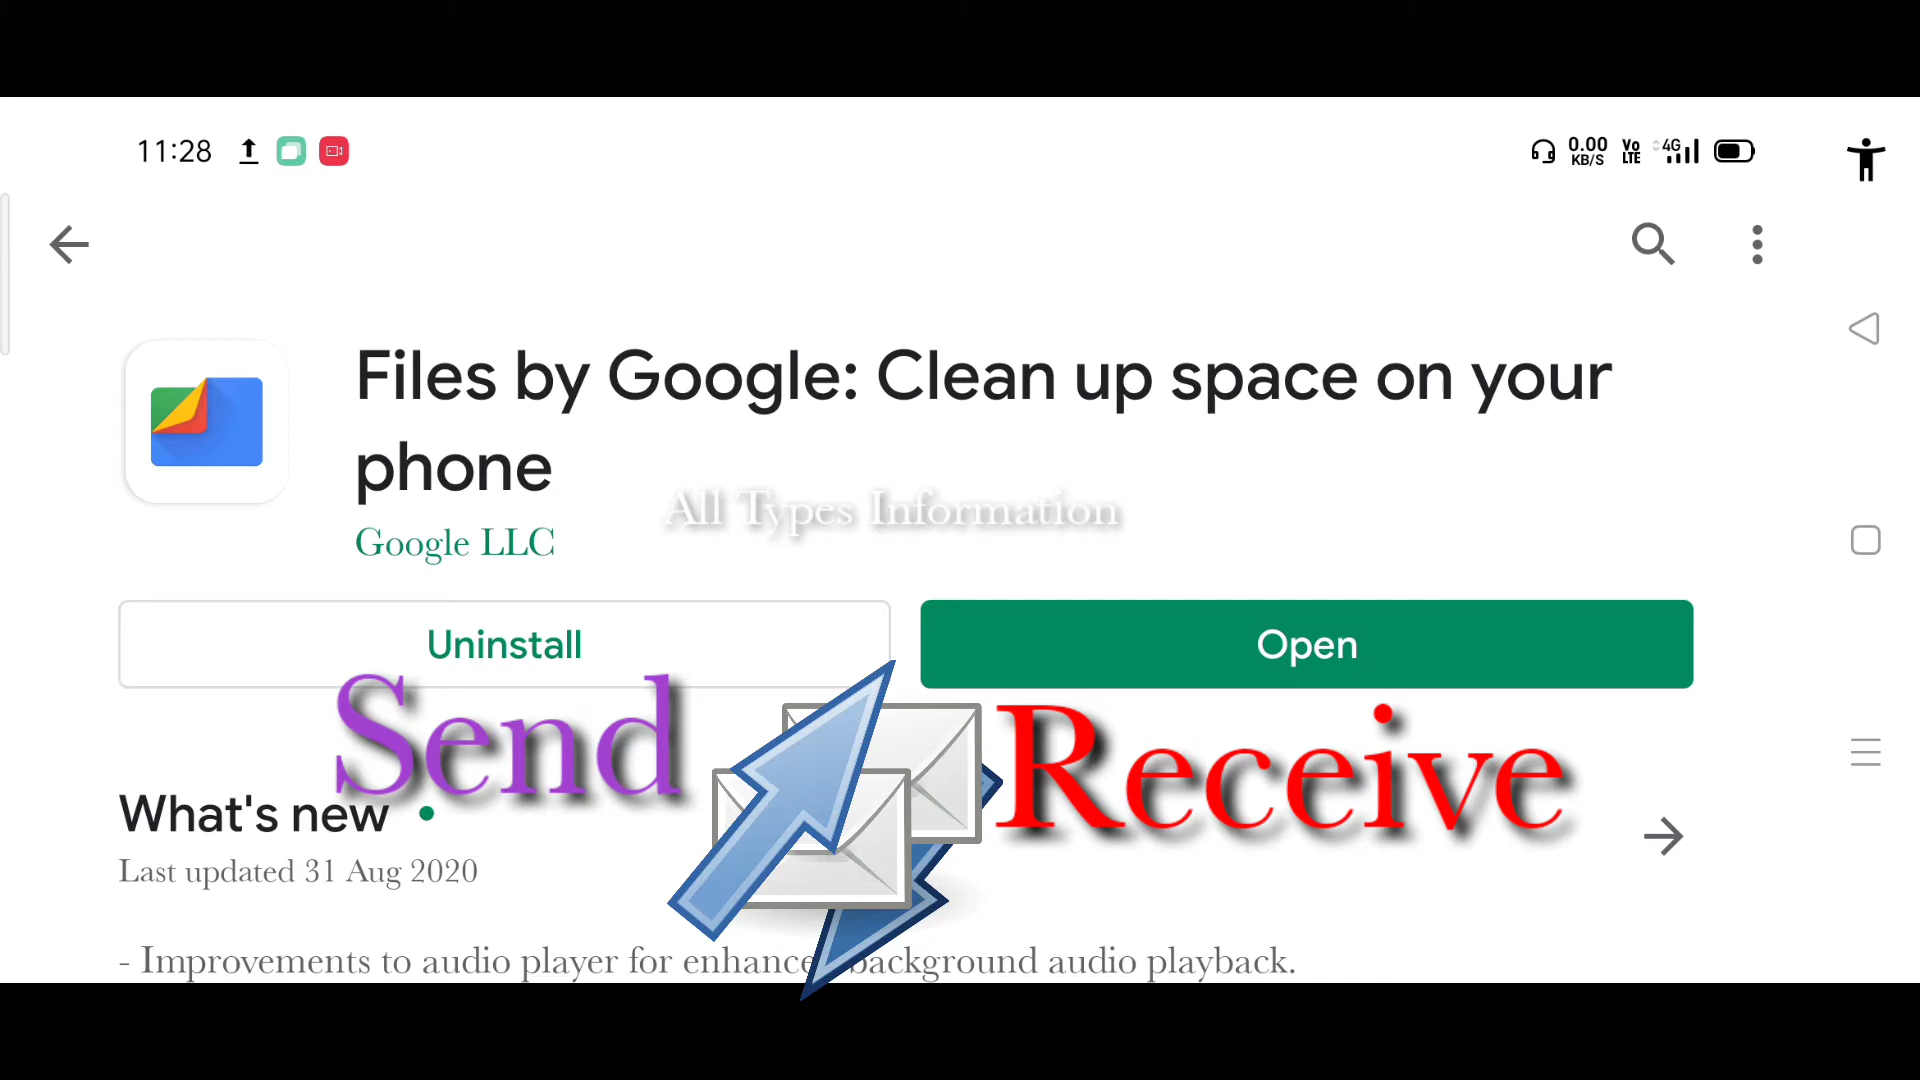 11:28
0.00
KB/S
Vo
LTE
4G
Files by Google: Clean up space on your
phone
All Types Information
Google LLC
Uninstall
Open
Send
Receive
What's new
Last updated 31 Aug 2020
- Improvements to audio player for enhance background audio playback.